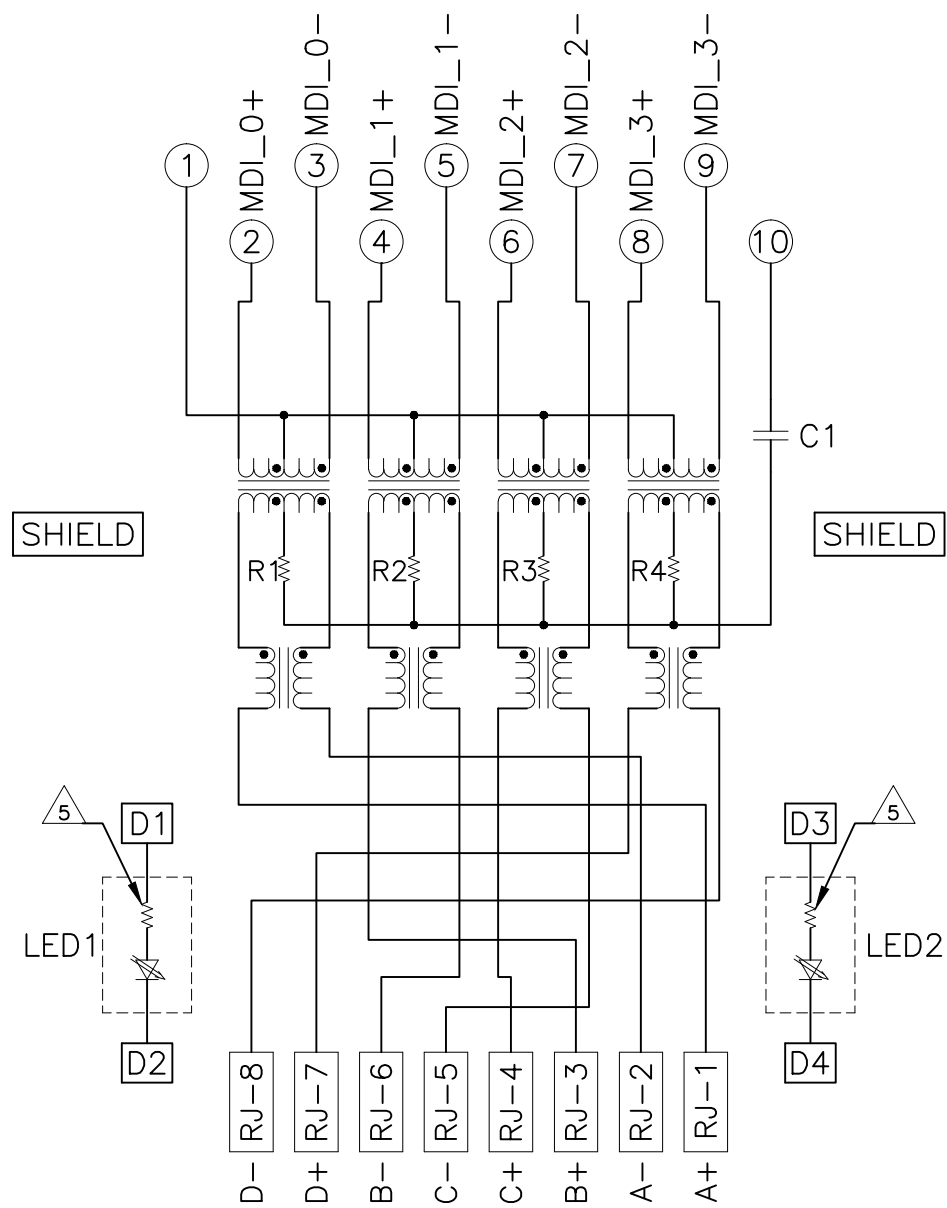 MDI_0+
MDI_0-
MDI_1+
MDI_1-
MDI_2+
MDI_2-
MDI_3+
MDI_3-
1
3
5
7
9
2
4
6
8
10
C1
SHIELD
SHIELD
R1
R2
R3
R4
5
D1
LED1
D2
5
D3
LED2
D4
RJ-8
RJ-7
RJ-6
RJ-5
RJ-4
RJ-3
RJ-2
RJ-1
D-
D+
B-
C-
C+
B+
A-
A+